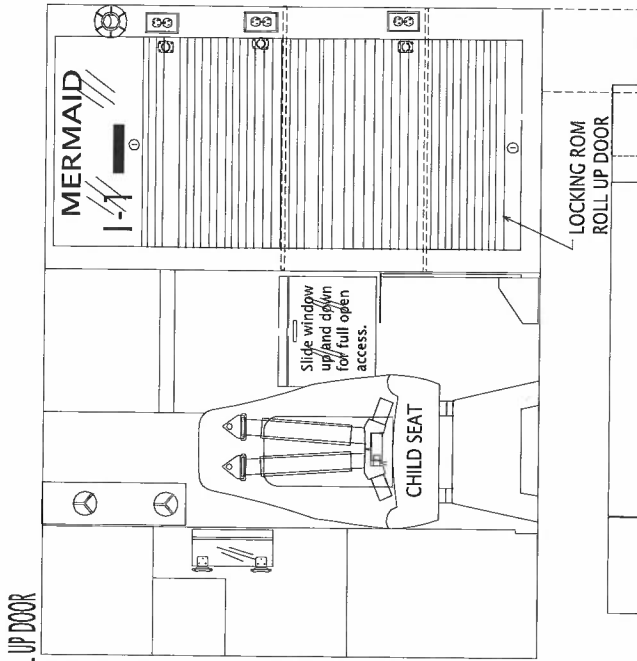 UP DOOR
MERMAID
I-1
Slide window
up and down
for full open
access.
CHILD SEAT
LOCKING ROM
ROLL UP DOOR